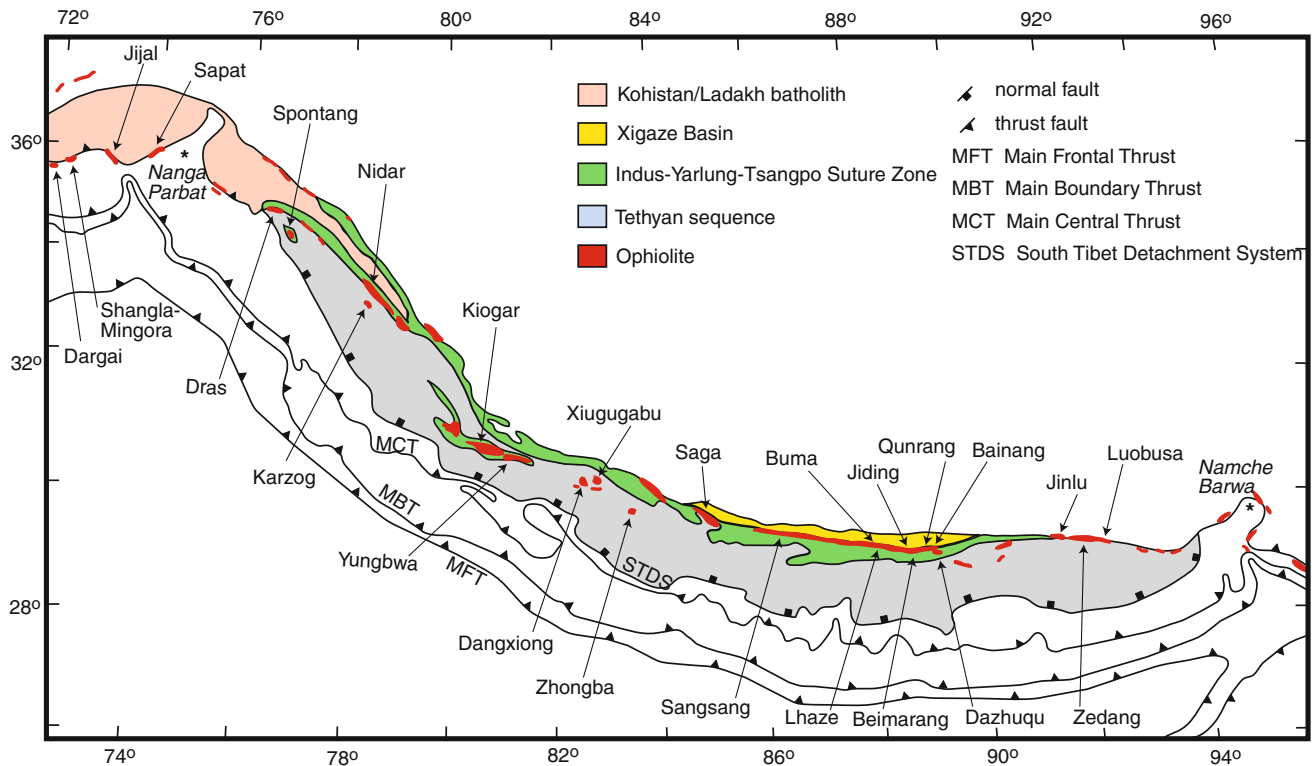 72º 76º 80º 84º 88º 92º 96º
Jijal
Sapat
Spontang
Nidar
Kohistan/Ladakh batholith
Xigaze Basin
Indus-Yarlung-Tsangpo Suture Zone
Tethyan sequence
Ophiolite
normal fault
thrust fault
MFT Main Frontal Thrust
MBT Main Boundary Thrust
MCT Main Central Thrust
STDS South Tibet Detachment System
36º
*
Nanga
Parbat
Shangla-
Mingora
Dargai
32º
Dras
Kiogar
Karzog
MCT
MBT
MFT
STDS
Yungbwa
Xiugugabu
Saga
Buma
Jiding
Qunrang
Bainang
Jinlu
Luobusa
Namche
Barwa
*
28º
Dangxiong
Zhongba
Sangsang
Lhaze
Beimarang
Dazhuqu
Zedang
74º 78º 82º 86º 90º 94º